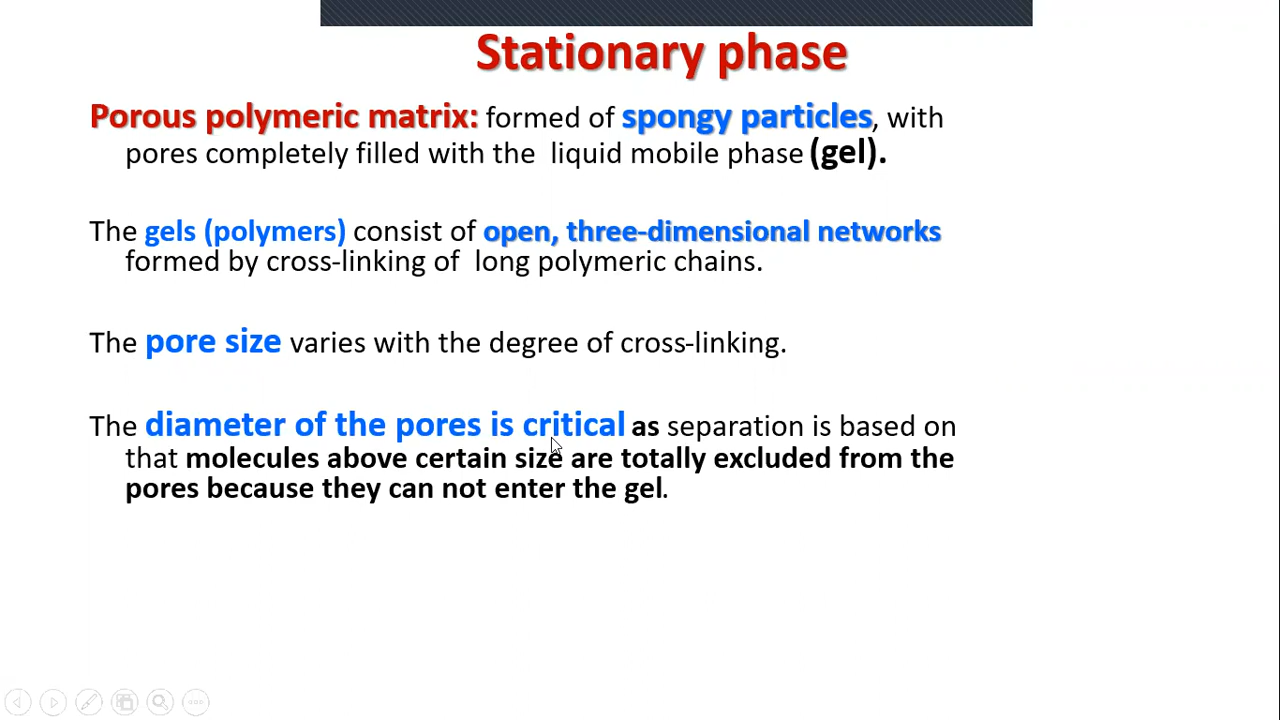 Stationary phase
Porous polymeric matrix: formed of spongy particles, with
pores completely filled with the liquid mobile phase (gel).
The gels (polymers) consist of open, three-dimensional networks
formed by cross-linking of long polymeric chains.
The pore size varies with the degree of cross-linking.
The diameter of the pores is critical as separation is based on
that molecules above certain size are totally excluded from the
pores because they can not enter the gel.